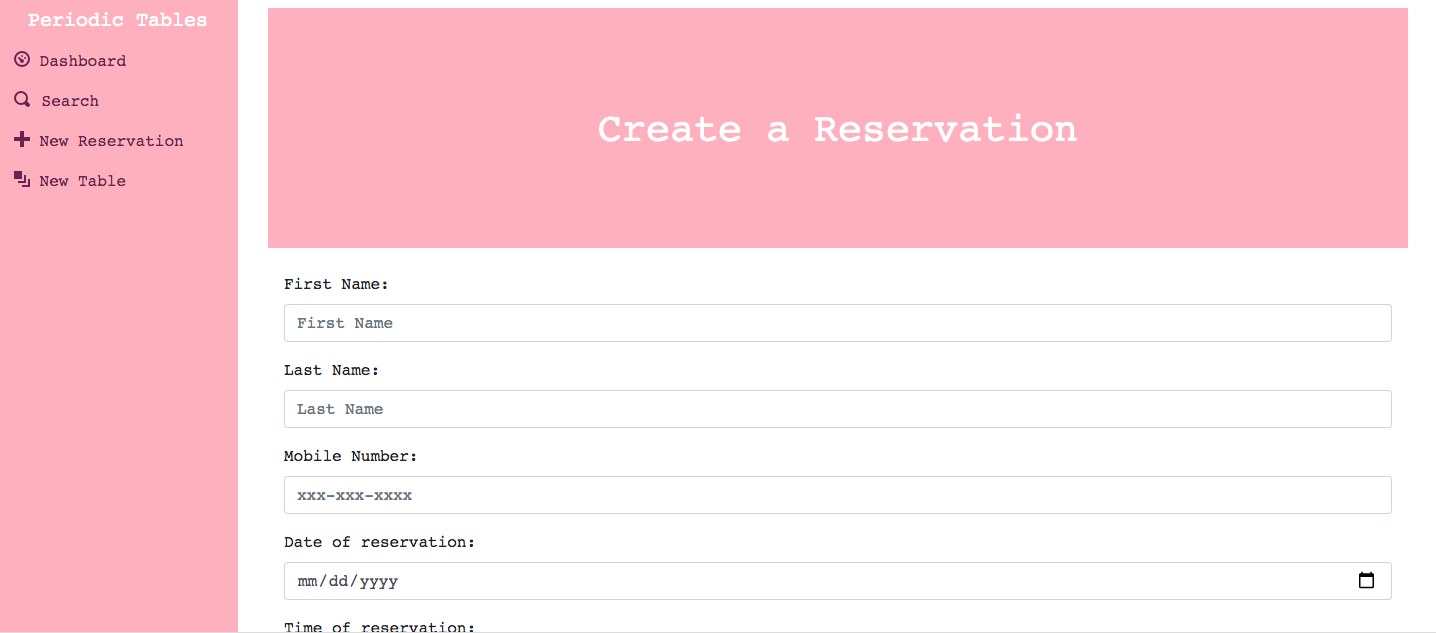 Periodic Tables
Dashboard
Search
New Reservation
New Table
Create a Reservation
First Name:
First Name
Last Name:
Last Name
Mobile Number:
xxx-xxx-xxxx
Date of reservation:
mm/dd/yyyy
Time of reservation: